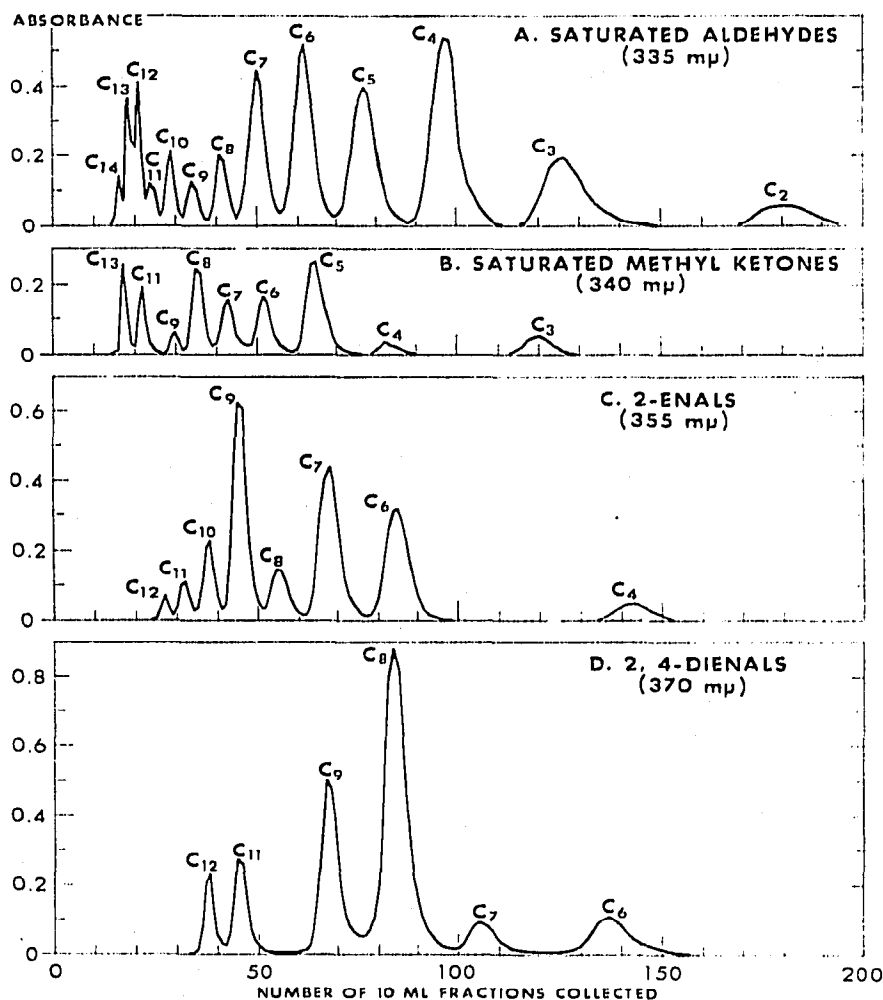 ABSORBANCE
A. SATURATED ALDEHYDES
(335 mµ)
0.4
0.2
0
C14
C13
C12
C11
C10
C9
C8
C7
C6
C5
C4
C3
C2
B. SATURATED METHYL KETONES
(340 mµ)
0.2
0
C13
C11
C9
C8
C7
C6
C5
C4
C3
C. 2-ENALS
(355 mµ)
0.6
0.4
0.2
0
C12
C11
C10
C9
C8
C7
C6
C4
D. 2, 4-DIENALS
(370 mµ)
0.8
0.6
0.4
0.2
0
C12
C11
C9
C8
C7
C6
0 50 100 150 200
NUMBER OF 10 ML FRACTIONS COLLECTED